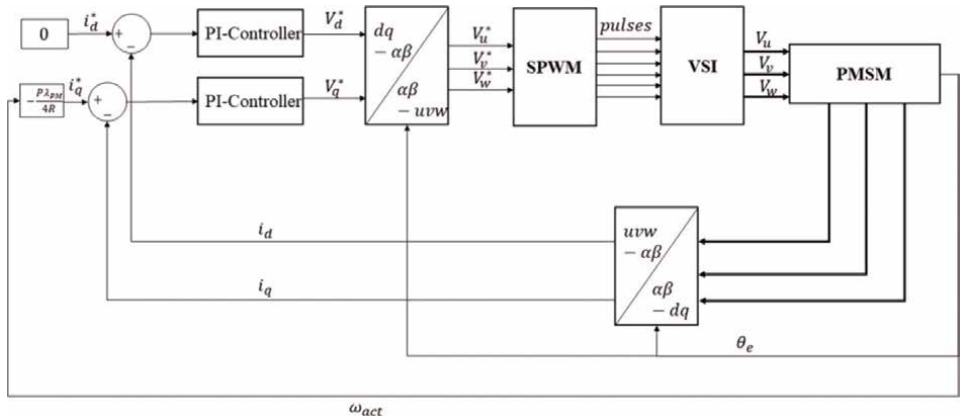 0
i_d^*
+
−
PI-Controller
V_d^*
dq
− αβ
αβ
− uvw
V_u^*
V_v^*
V_w^*
SPWM
pulses
VSI
V_u
V_v
V_w
PMSM
− Pλ_PM / 4R
i_q^*
+
−
PI-Controller
V_q^*
i_d
i_q
uvw
− αβ
αβ
− dq
θ_e
ω_act